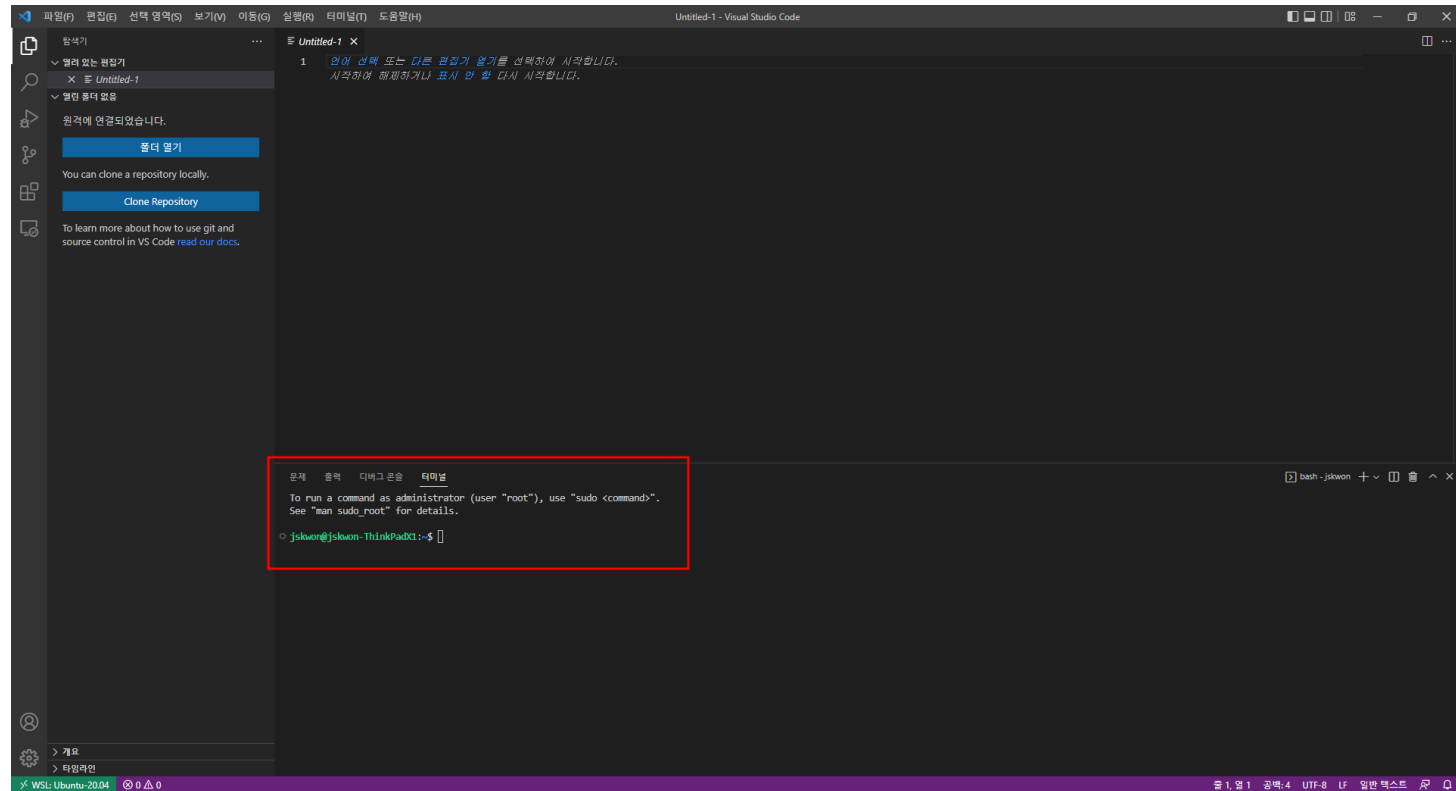 파일(F) 편집(E) 선택 영역(S) 보기(V) 이동(G) 실행(R) 터미널(T) 도움말(H)
Untitled-1 - Visual Studio Code
탐색기
열려 있는 편집기
Untitled-1
열린 폴더 없음
원격에 연결되었습니다.
폴더 열기
You can clone a repository locally.
Clone Repository
To learn more about how to use git and
source control in VS Code read our docs.
개요
타임라인
Untitled-1
1 언어 선택 또는 다른 편집기 열기를 선택하여 시작합니다.
시작하여 해제하거나 표시 안 함 다시 시작합니다.
문제 출력 디버그 콘솔 터미널
bash - jskwon
To run a command as administrator (user "root"), use "sudo <command>".
See "man sudo_root" for details.
jskwon@jskwon-ThinkPadX1:~$
WSL: Ubuntu-20.04 0 0
줄 1, 열 1 공백: 4 UTF-8 LF 일반 텍스트